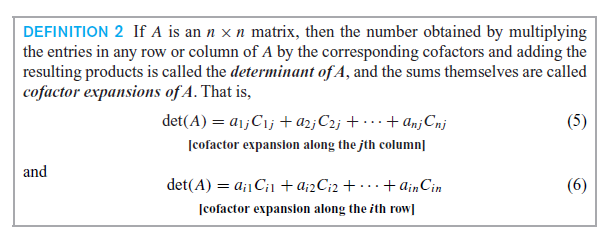 DEFINITION 2 If A is an n × n matrix, then the number obtained by multiplying
the entries in any row or column of A by the corresponding cofactors and adding the
resulting products is called the determinant of A, and the sums themselves are called
cofactor expansions of A. That is,
det(A) = a₁ⱼC₁ⱼ + a₂ⱼC₂ⱼ + ··· + aₙⱼCₙⱼ (5)
[cofactor expansion along the jth column]
and
det(A) = aᵢ₁Cᵢ₁ + aᵢ₂Cᵢ₂ + ··· + aᵢₙCᵢₙ (6)
[cofactor expansion along the ith row]